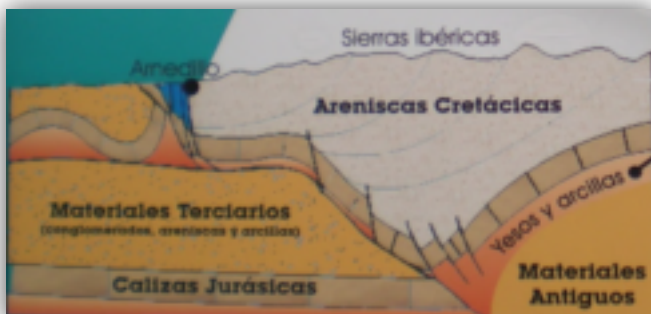 Sierras ibéricas
Arnedillo
Areniscas Cretácicas
Yesos y arcillas
Materiales Terciarios
(conglomerados, areniscas y arcillas)
Materiales
Antiguos
Calizas Jurásicas